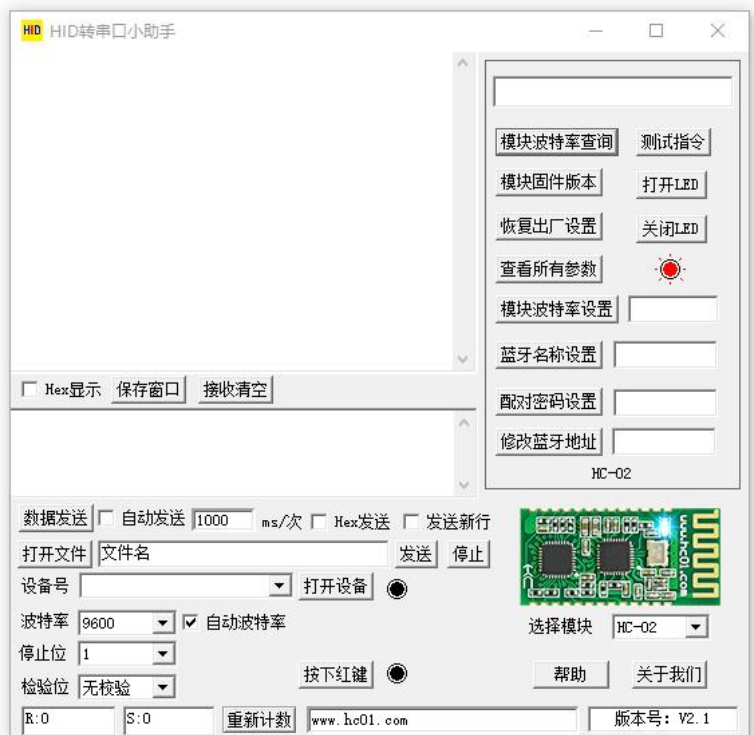 HID HID转串口小助手
模块波特率查询 测试指令
模块固件版本 打开LED
恢复出厂设置 关闭LED
查看所有参数
模块波特率设置
蓝牙名称设置
配对密码设置
修改蓝牙地址
HC-02
Hex显示 保存窗口 接收清空
数据发送 自动发送 1000 ms/次 Hex发送 发送新行
打开文件 文件名 发送 停止
设备号 打开设备
波特率 9600 自动波特率
停止位 1
检验位 无校验
按下红键
www.hc01.com
HC
选择模块 HC-02
帮助 关于我们
R:0 S:0 重新计数 www.hc01.com 版本号: V2.1